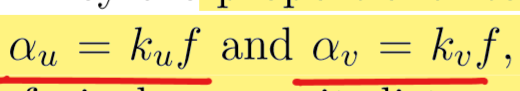 α_u = k_u f and α_v = k_v f,